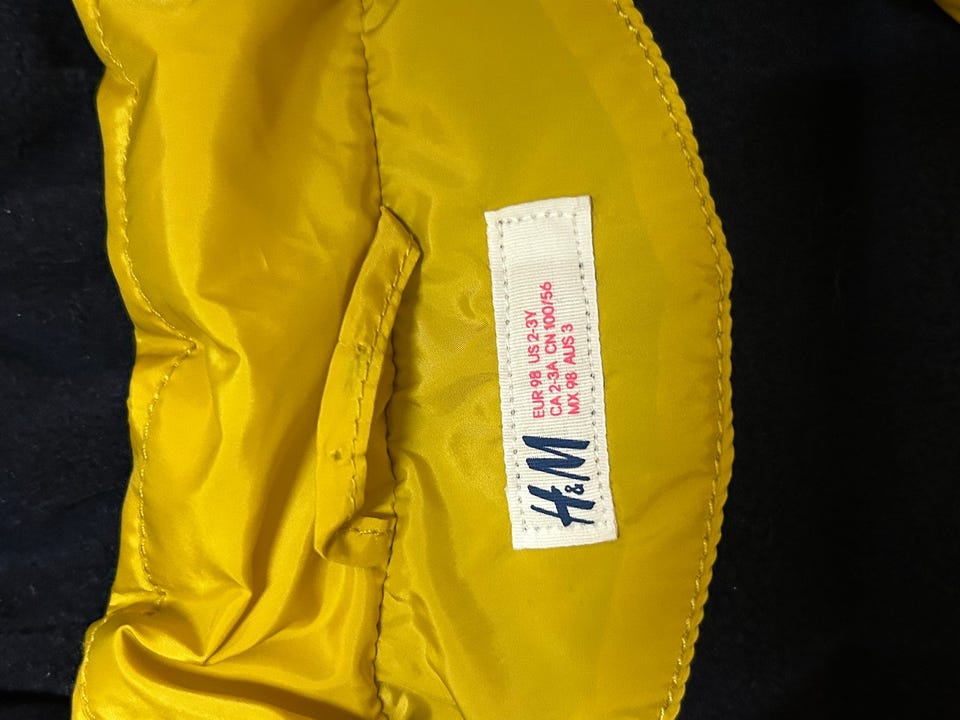 H&M
EUR 98 US 2-3Y
CA 2-3A CN 100/56
MX 98 AUS 3